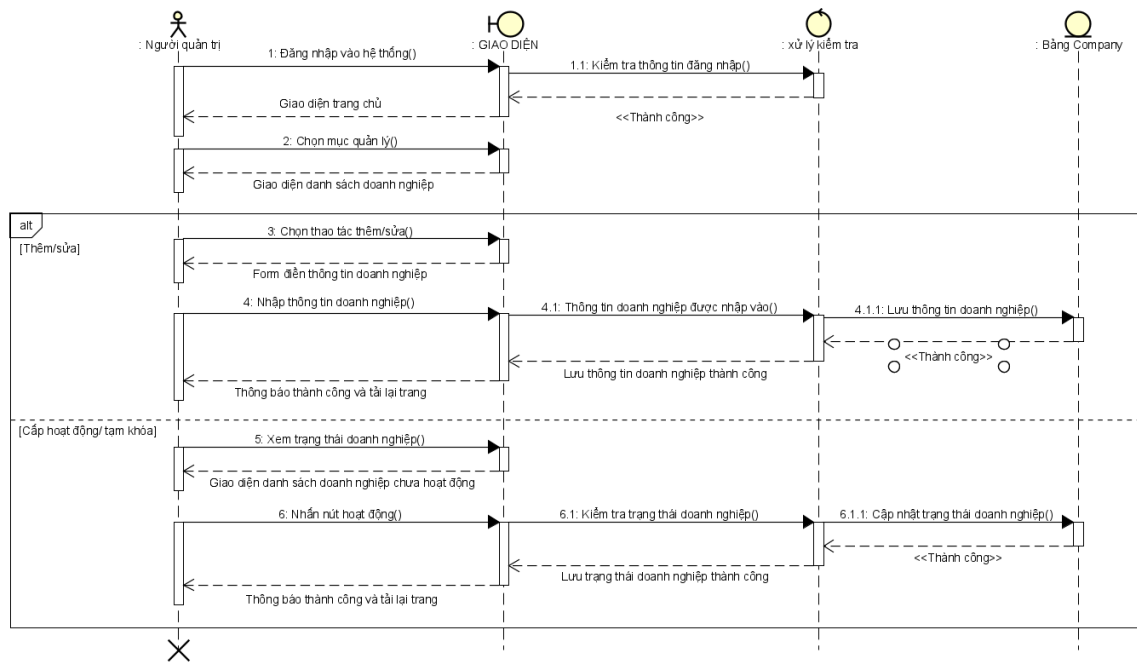 : Người quản trị
: GIAO DIỆN
: xử lý kiểm tra
: Bảng Company
1: Đăng nhập vào hệ thống()
1.1: Kiểm tra thông tin đăng nhập()
Giao diện trang chủ
<<Thành công>>
2: Chọn mục quản lý()
Giao diện danh sách doanh nghiệp
alt
[Thêm/sửa]
3: Chọn thao tác thêm/sửa()
Form điền thông tin doanh nghiệp
4: Nhập thông tin doanh nghiệp()
4.1: Thông tin doanh nghiệp được nhập vào()
4.1.1: Lưu thông tin doanh nghiệp()
<<Thành công>>
Lưu thông tin doanh nghiệp thành công
Thông báo thành công và tải lại trang
[Cấp hoạt động/ tạm khóa]
5: Xem trạng thái doanh nghiệp()
Giao diện danh sách doanh nghiệp chưa hoạt động
6: Nhấn nút hoạt động()
6.1: Kiểm tra trạng thái doanh nghiệp()
6.1.1: Cập nhật trạng thái doanh nghiệp()
<<Thành công>>
Lưu trạng thái doanh nghiệp thành công
Thông báo thành công và tải lại trang